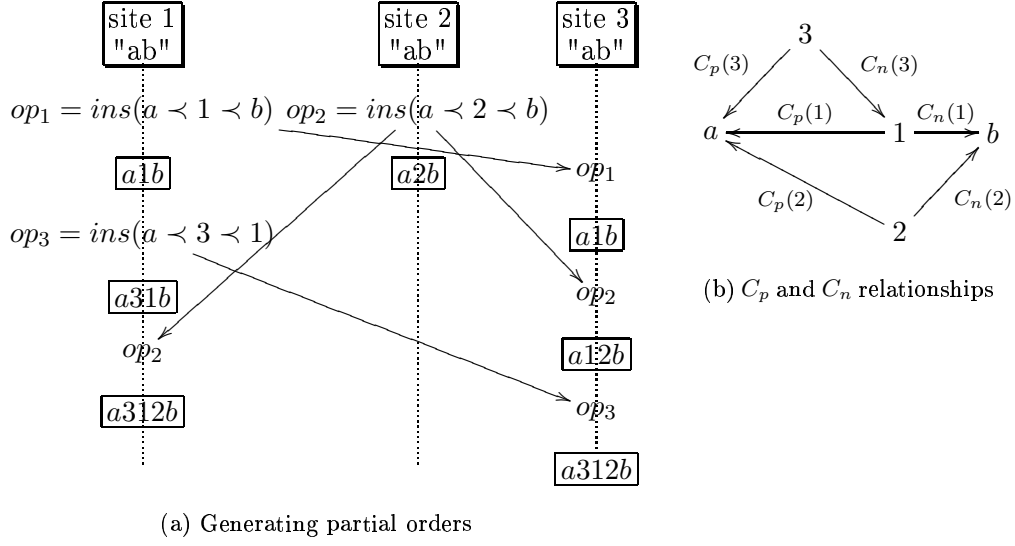 site 1
"ab"
site 2
"ab"
site 3
"ab"
op₁ = ins(a ≺ 1 ≺ b)
op₂ = ins(a ≺ 2 ≺ b)
a1b
a2b
op₁
op₃ = ins(a ≺ 3 ≺ 1)
a1b
a31b
op₂
op₂
a12b
a312b
op₃
a312b
(a) Generating partial orders
3
Cₚ(3)
Cₙ(3)
Cₚ(1)
Cₙ(1)
a
1
b
Cₚ(2)
Cₙ(2)
2
(b) Cₚ and Cₙ relationships